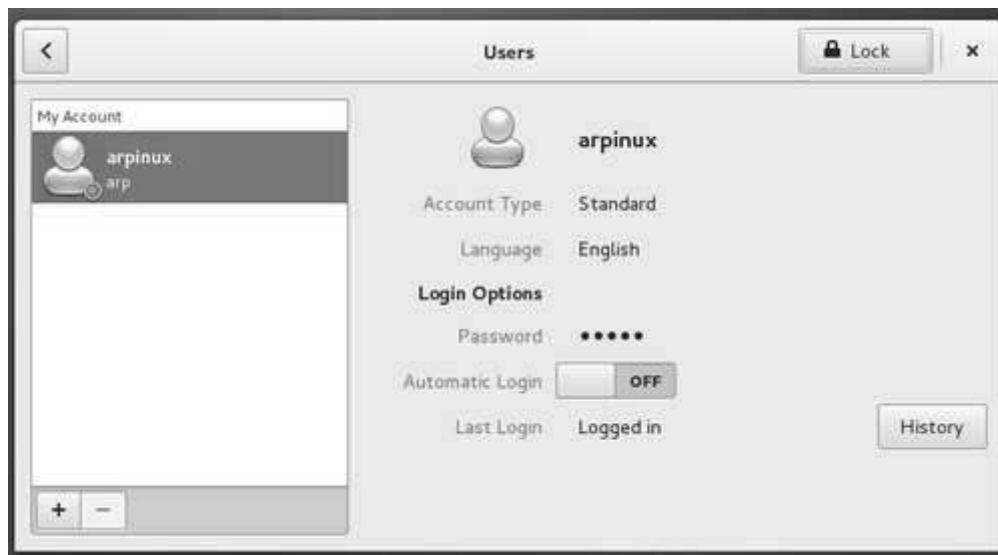 Users
Lock
My Account
arpinux
arp
arpinux
Account Type Standard
Language English
Login Options
Password •••••
Automatic Login OFF
Last Login Logged in
History